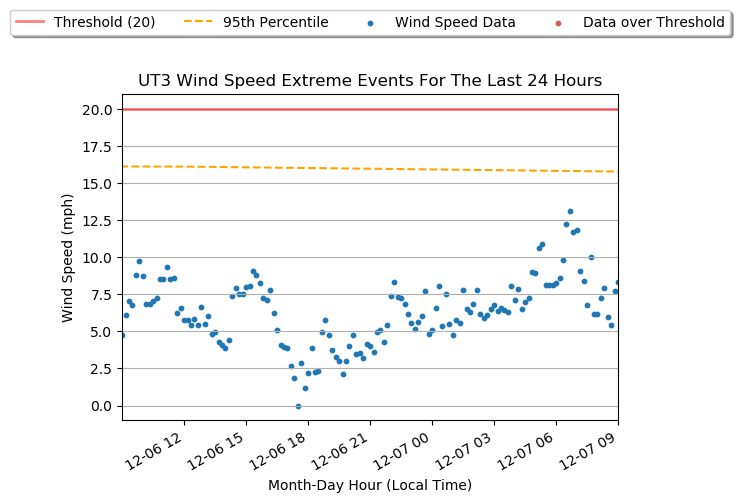 Threshold (20) 95th Percentile Wind Speed Data Data over Threshold
UT3 Wind Speed Extreme Events For The Last 24 Hours
20.0
17.5
15.0
12.5
10.0
7.5
5.0
2.5
0.0
Wind Speed (mph)
12-06 12 12-06 15 12-06 18 12-06 21 12-07 00 12-07 03 12-07 06 12-07 09
Month-Day Hour (Local Time)